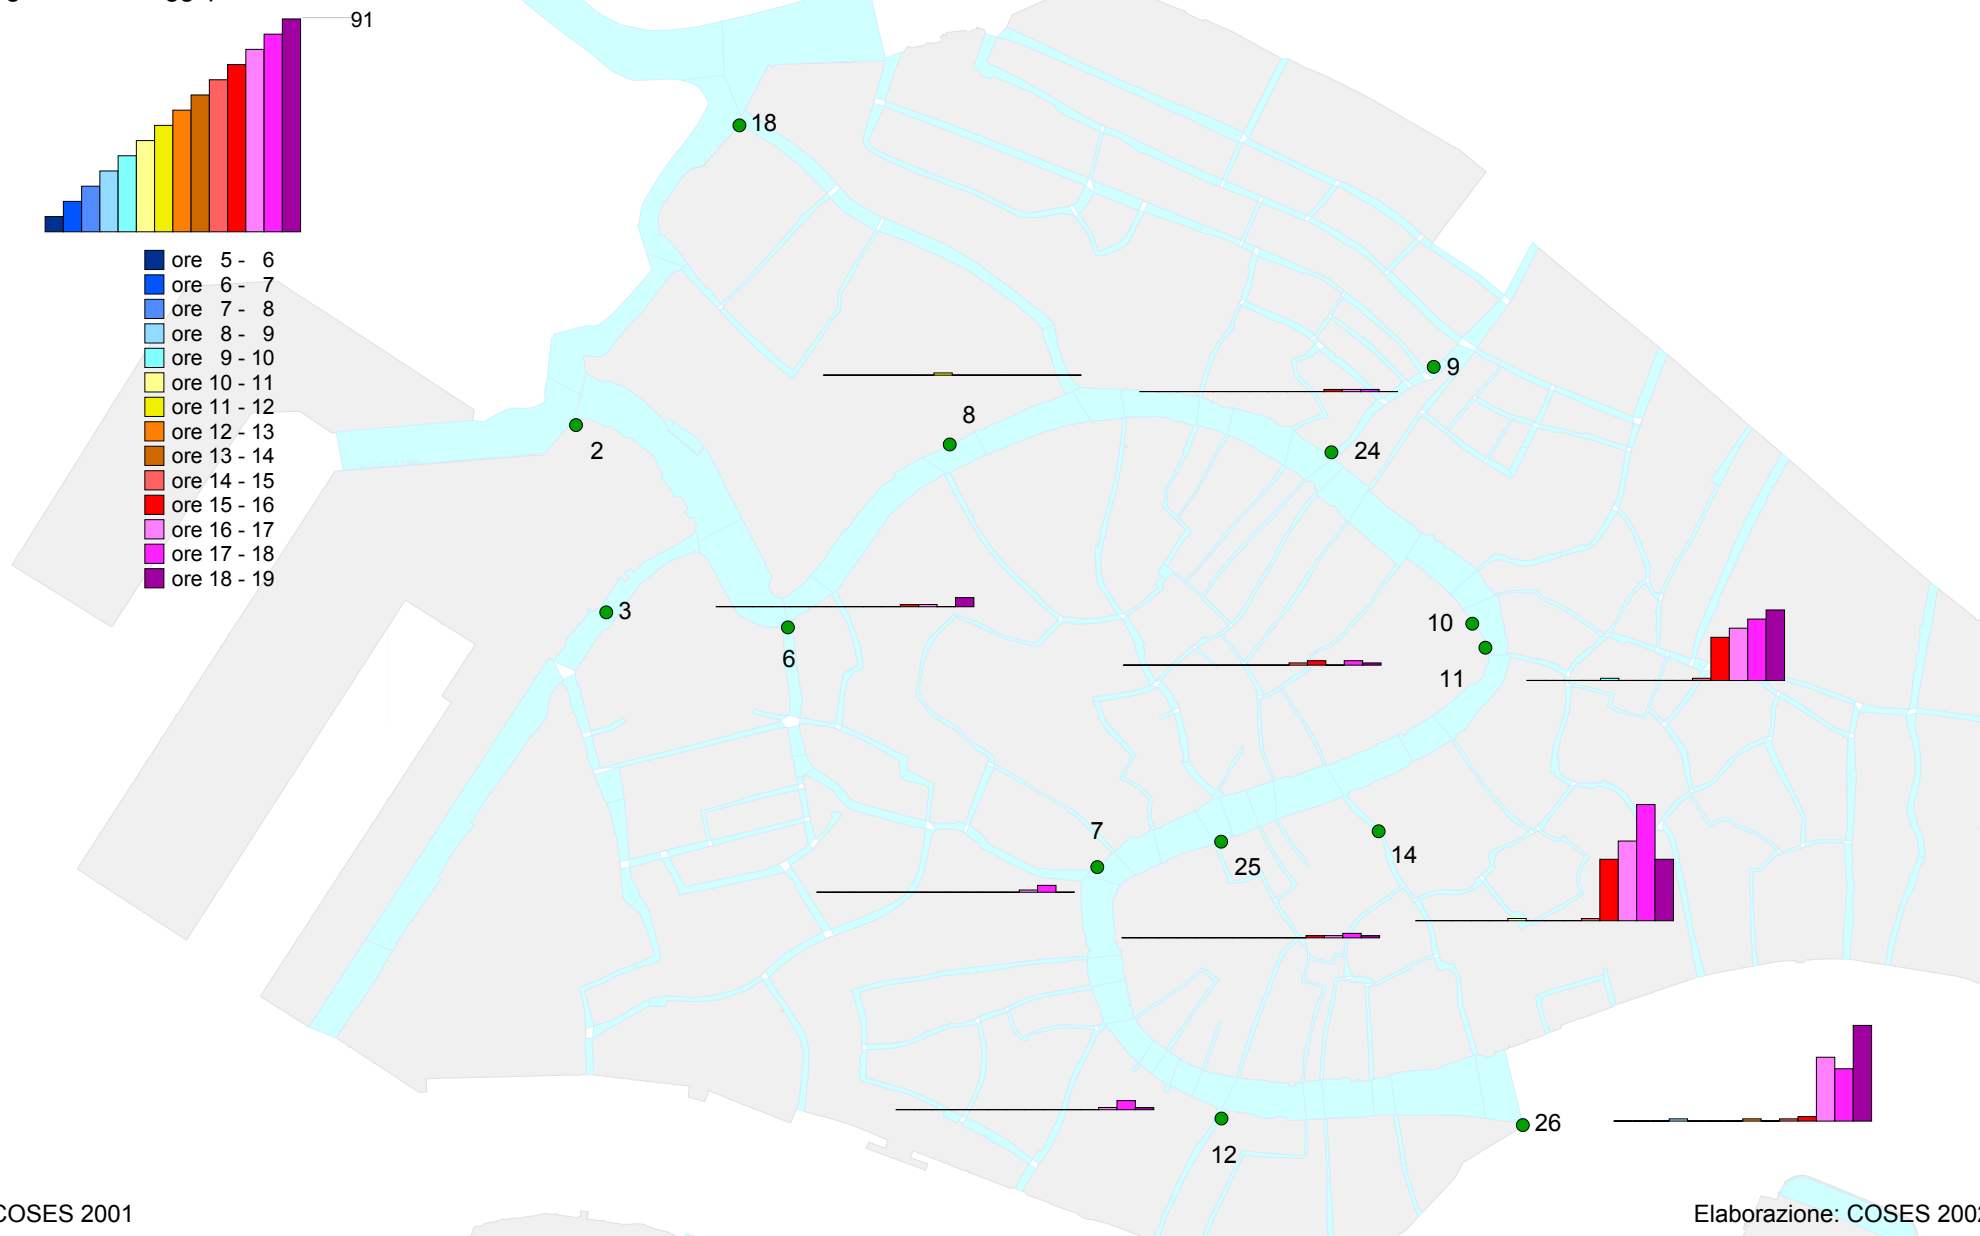 91
ore 5 - 6
ore 6 - 7
ore 7 - 8
ore 8 - 9
ore 9 - 10
ore 10 - 11
ore 11 - 12
ore 12 - 13
ore 13 - 14
ore 14 - 15
ore 15 - 16
ore 16 - 17
ore 17 - 18
ore 18 - 19
18
9
8
2
24
3
10
6
11
7
25
14
26
12
COSES 2001
Elaborazione: COSES 2002